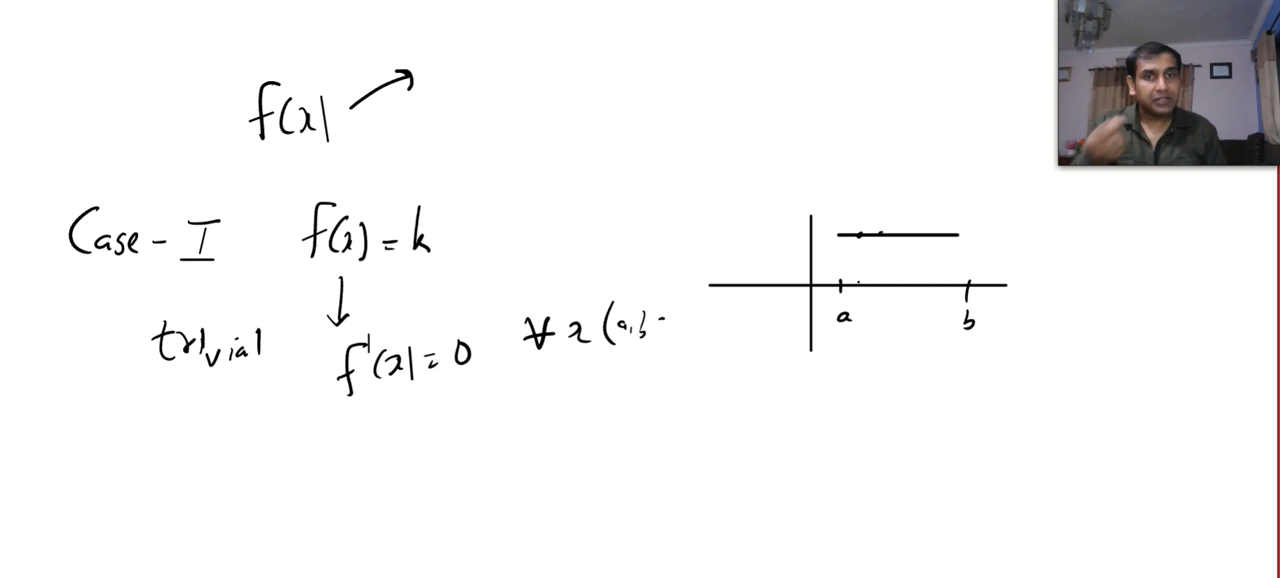 f(x)
Case - I f(x) = k
trivial f'(x) = 0 ∀ x (a,b
a b